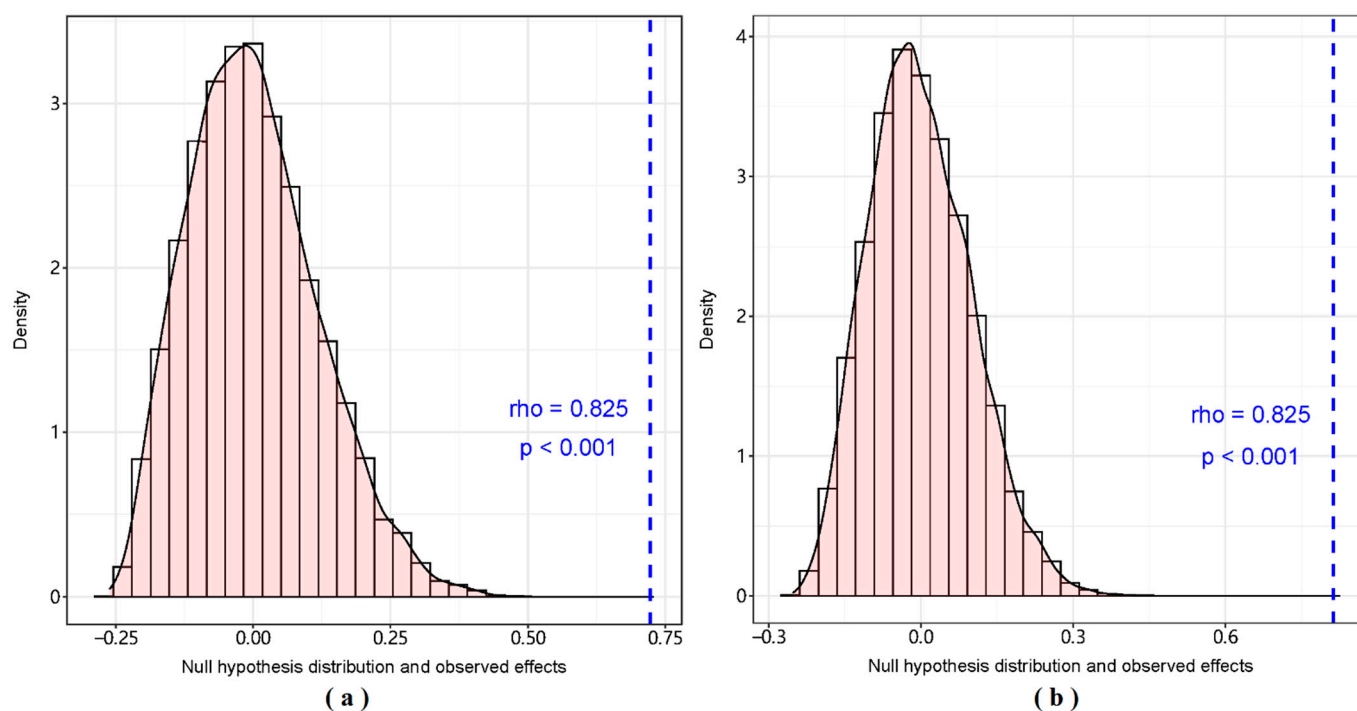 3
2
1
0
Density
rho = 0.825
p < 0.001
−0.25
0.00
0.25
0.50
0.75
Null hypothesis distribution and observed effects
( a )
4
3
2
1
0
Density
rho = 0.825
p < 0.001
−0.3
0.0
0.3
0.6
Null hypothesis distribution and observed effects
( b )